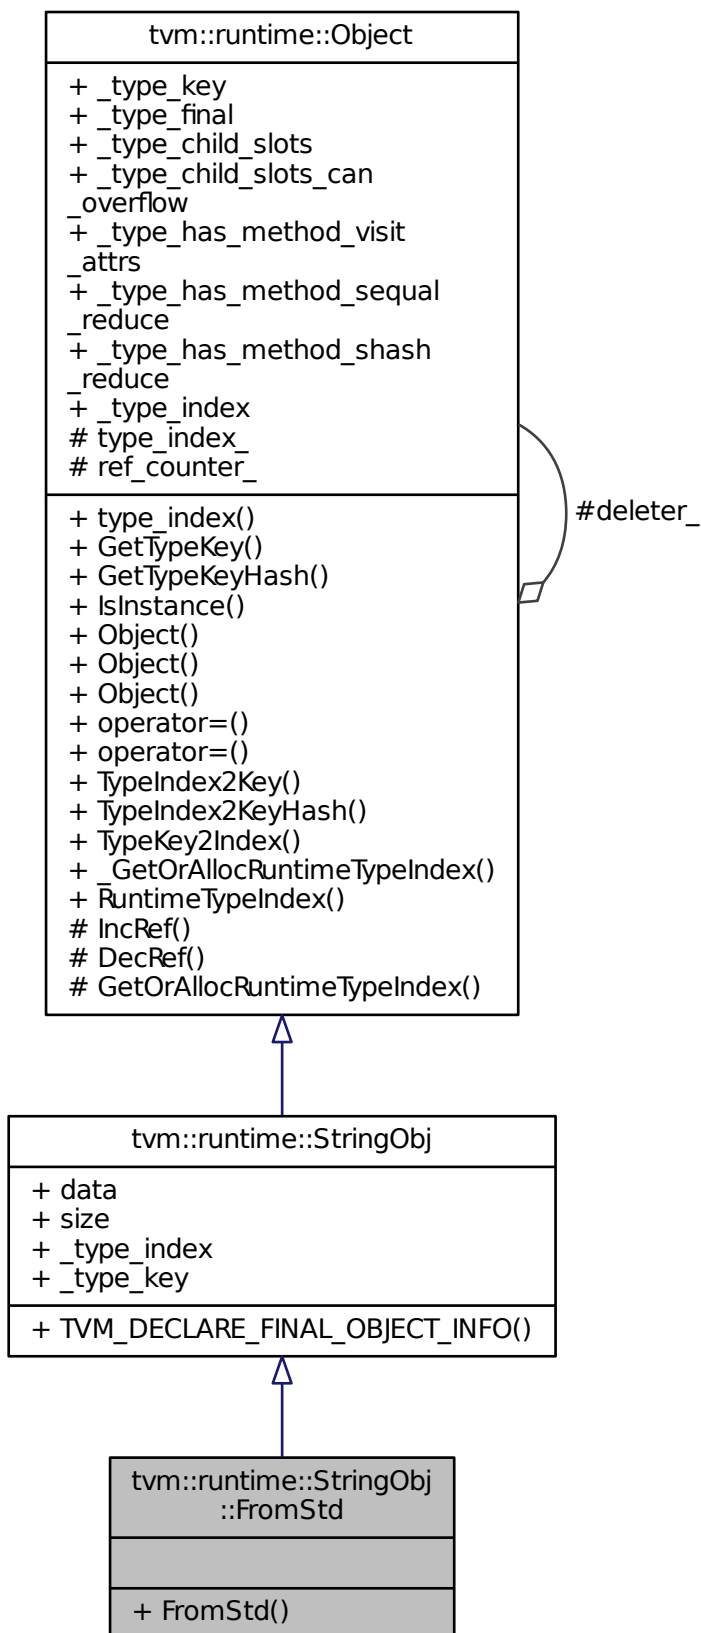 tvm::runtime::Object
+ _type_key
+ _type_final
+ _type_child_slots
+ _type_child_slots_can
_overflow
+ _type_has_method_visit
_attrs
+ _type_has_method_sequal
_reduce
+ _type_has_method_shash
_reduce
+ _type_index
# type_index_
# ref_counter_
+ type_index()
+ GetTypeKey()
+ GetTypeKeyHash()
+ IsInstance()
+ Object()
+ Object()
+ Object()
+ operator=()
+ operator=()
+ TypeIndex2Key()
+ TypeIndex2KeyHash()
+ TypeKey2Index()
+ _GetOrAllocRuntimeTypeIndex()
+ RuntimeTypeIndex()
# IncRef()
# DecRef()
# GetOrAllocRuntimeTypeIndex()
#deleter_
tvm::runtime::StringObj
+ data
+ size
+ _type_index
+ _type_key
+ TVM_DECLARE_FINAL_OBJECT_INFO()
tvm::runtime::StringObj
::FromStd
+ FromStd()